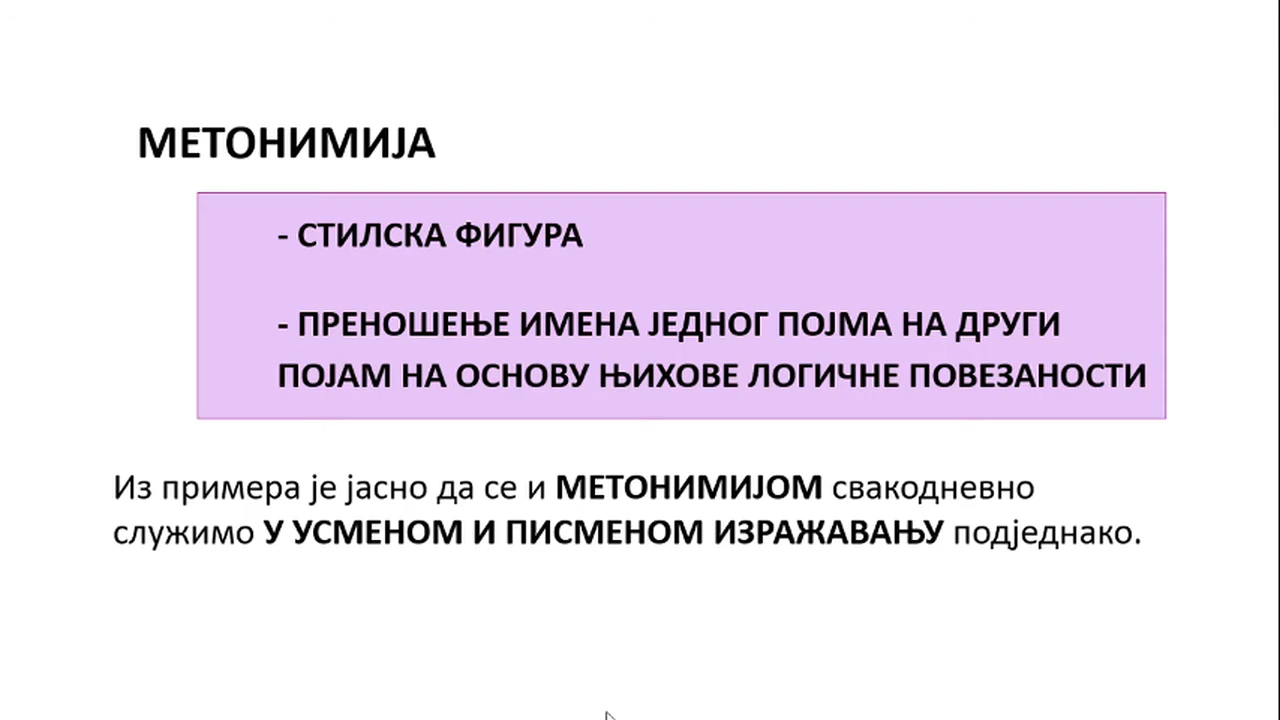 МЕТОНИМИЈА
- СТИЛСКА ФИГУРА
- ПРЕНОШЕЊЕ ИМЕНА ЈЕДНОГ ПОЈМА НА ДРУГИ
ПОЈАМ НА ОСНОВУ ЊИХОВЕ ЛОГИЧНЕ ПОВЕЗАНОСТИ
Из примера је јасно да се и МЕТОНИМИЈОМ свакодневно
служимо У УСМЕНОМ И ПИСМЕНОМ ИЗРАЖАВАЊУ подједнако.